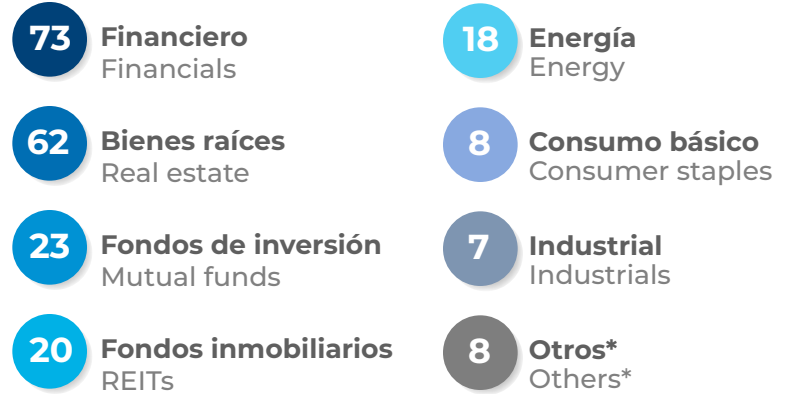 73
Financiero
Financials
62
Bienes raíces
Real estate
23
Fondos de inversión
Mutual funds
20
Fondos inmobiliarios
REITs
18
Energía
Energy
8
Consumo básico
Consumer staples
7
Industrial
Industrials
8
Otros*
Others*